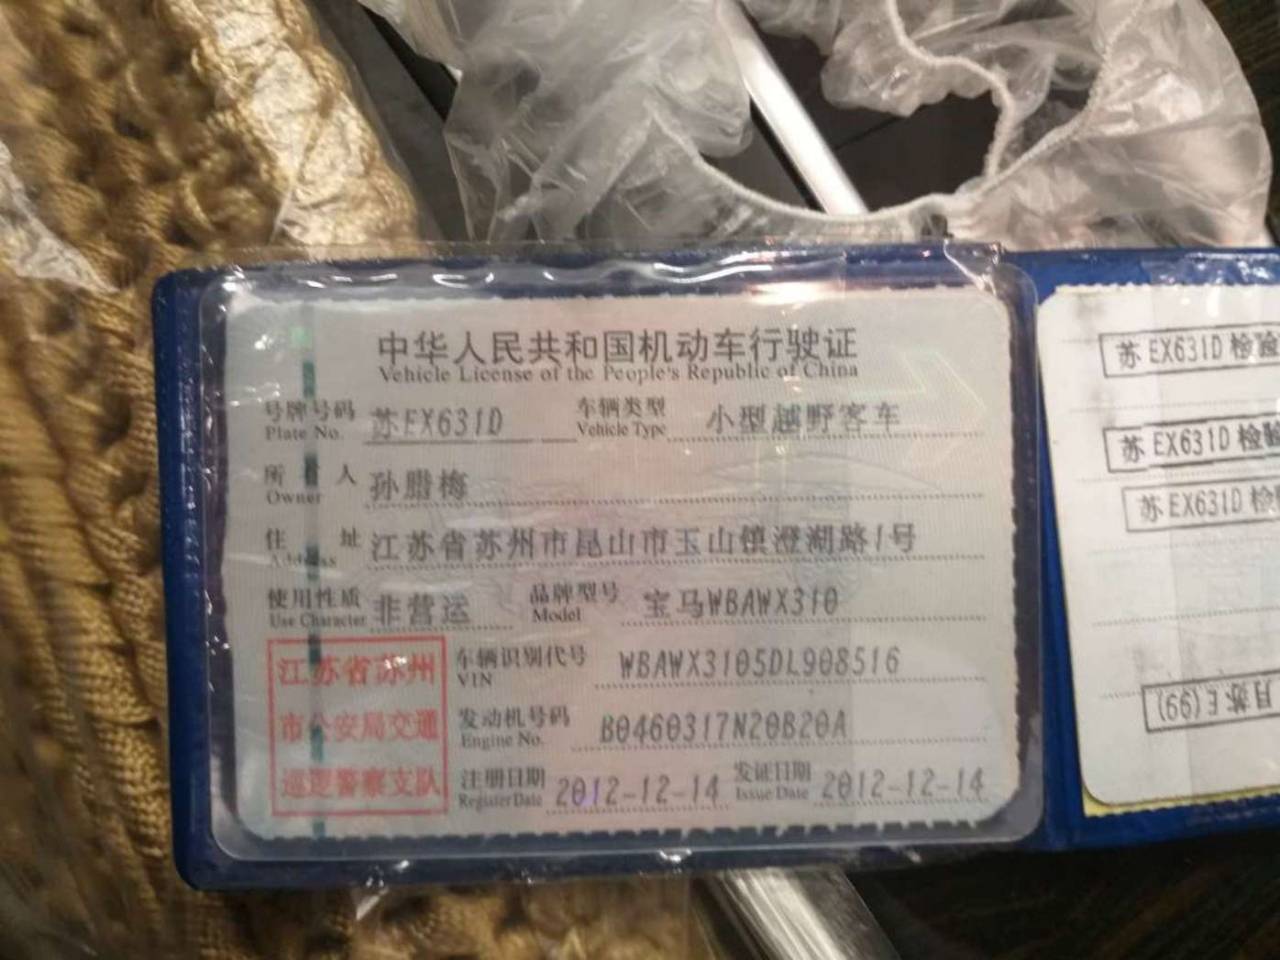 中华人民共和国机动车行驶证
Vehicle License of the People's Republic of China
号牌号码 苏EX631D 车辆类型 小型越野客车
Plate No. Vehicle Type
所 人 孙腊梅
Owner
住 址 江苏省苏州市昆山市玉山镇澄湖路1号
Address
使用性质 非营运 品牌型号 宝马WBAWX310
Use Character Model
车辆识别代号 WBAWX3105DL908516
VIN
发动机号码 B0460317N20B20A
Engine No.
注册日期 2012-12-14 发证日期 2012-12-14
Register Date Issue Date
江苏省苏州
市公安局交通
巡逻警察支队
苏EX631D 检验
苏EX631D 检验
苏EX631D 检
月苏E(99)